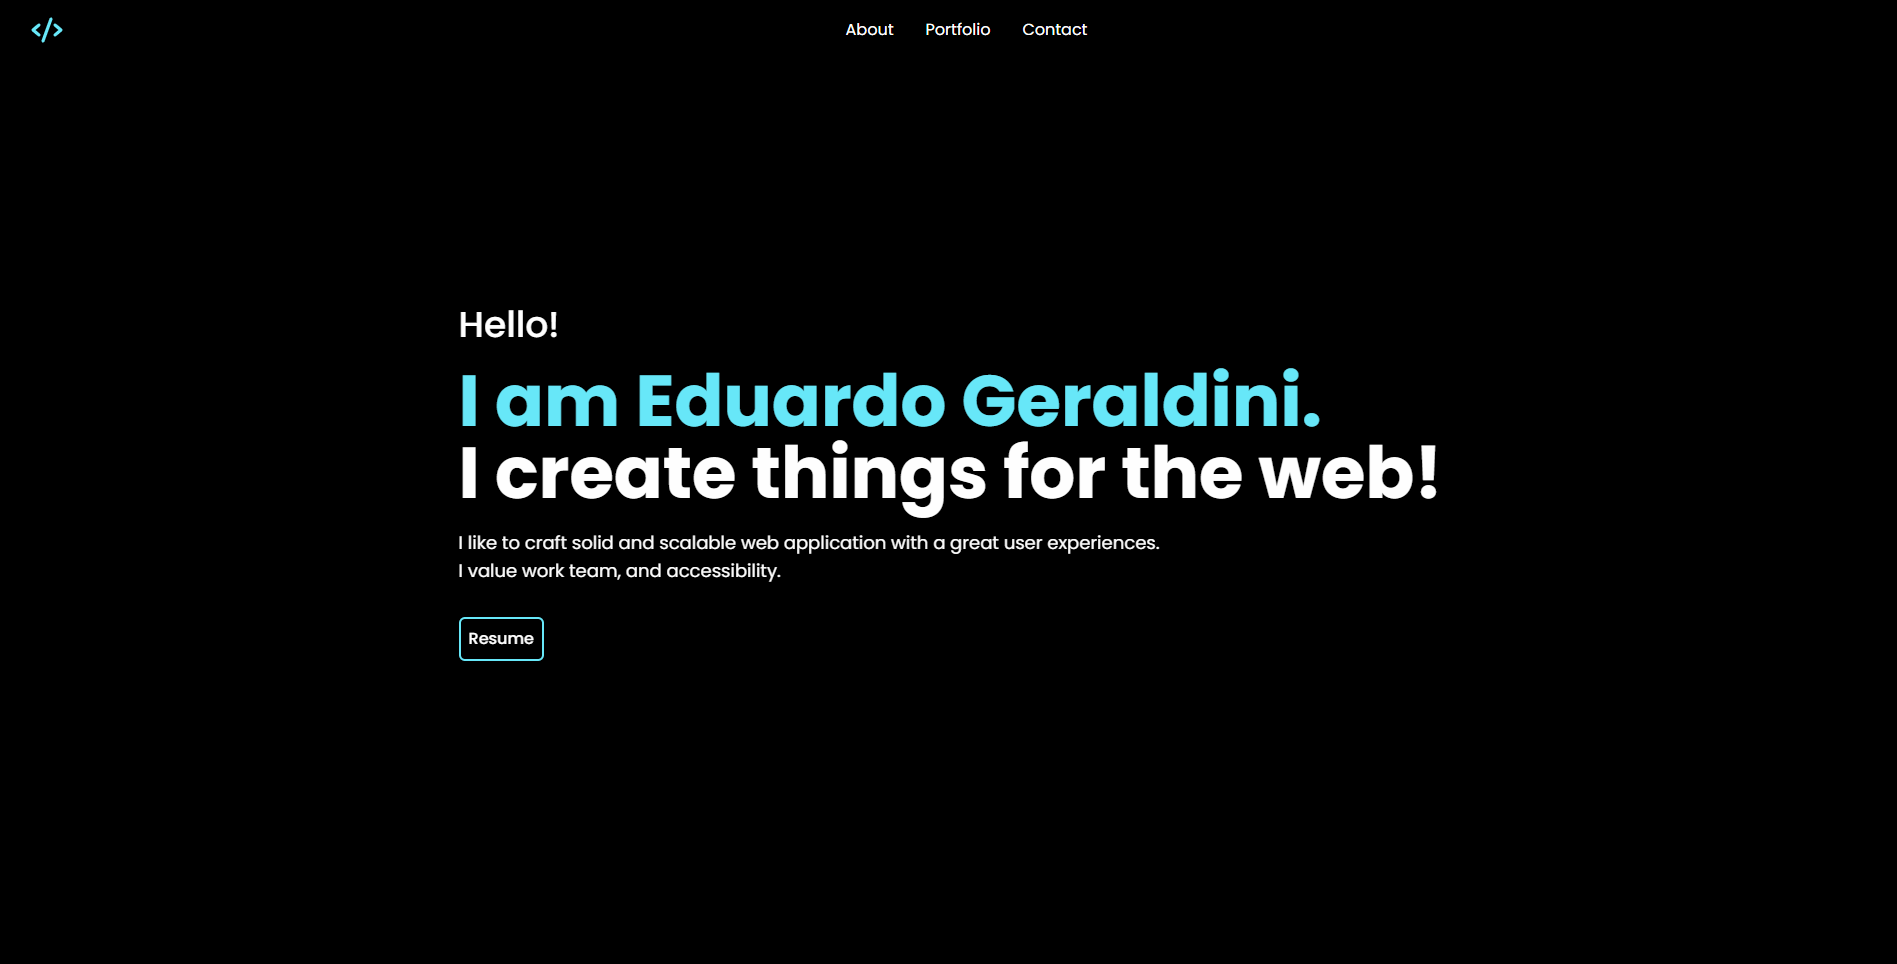 </>
About Portfolio Contact
Hello!
I am Eduardo Geraldini.
I create things for the web!
I like to craft solid and scalable web application with a great user experiences.
I value work team, and accessibility.
Resume